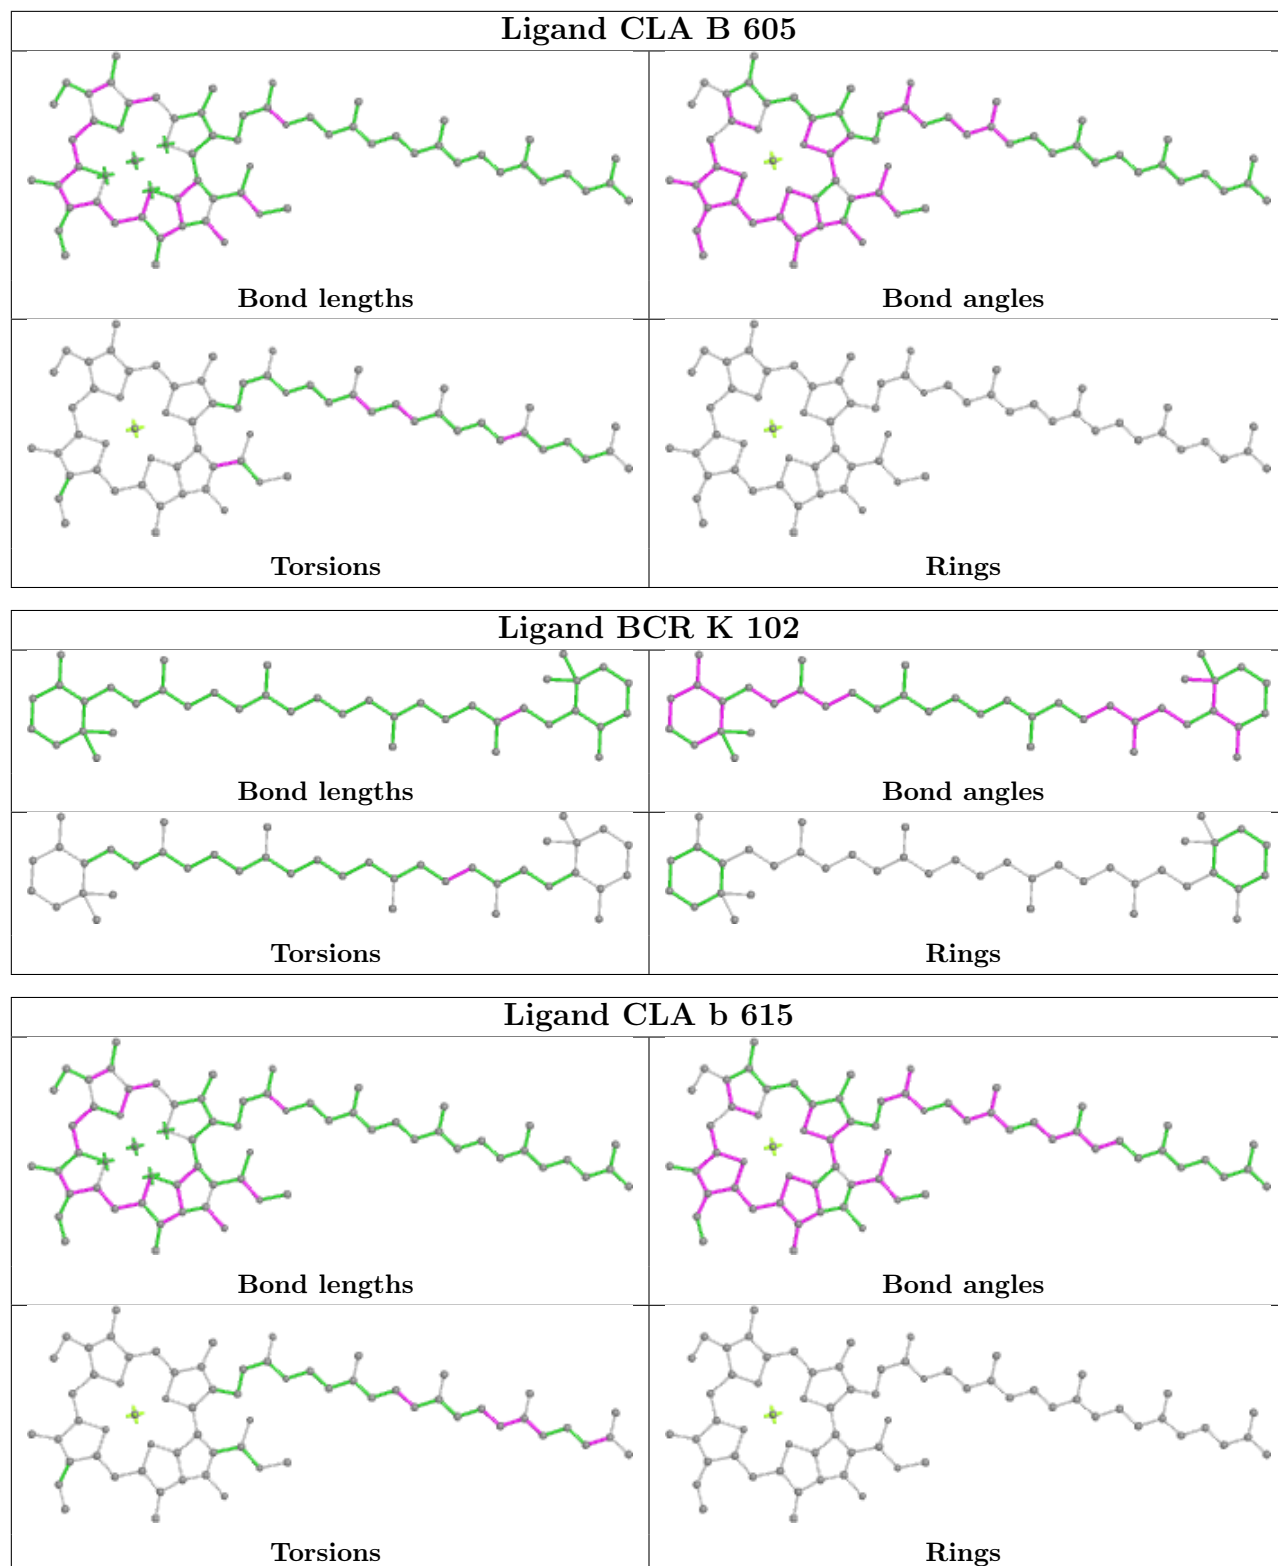 Ligand CLA B 605
Bond lengths
Bond angles
Torsions
Rings
Ligand BCR K 102
Bond lengths
Bond angles
Torsions
Rings
Ligand CLA b 615
Bond lengths
Bond angles
Torsions
Rings